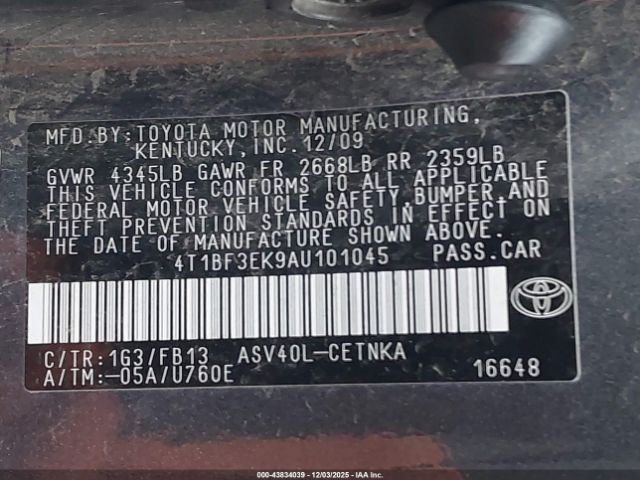 MFD.BY:TOYOTA MOTOR MANUFACTURING,
KENTUCKY,INC.12/09
GVWR 4345LB GAWR FR 2668LB RR 2359LB
THIS VEHICLE CONFORMS TO ALL APPLICABLE
FEDERAL MOTOR VEHICLE SAFETY,BUMPER,AND
THEFT PREVENTION STANDARDS IN EFFECT ON
THE DATE OF MANUFACTURE SHOWN ABOVE.
4T1BF3EK9AU101045 PASS.CAR
C/TR:1G3/FB13 ASV40L-CETNKA
A/TM:-05A/U760E 16648
000-43834039 - 12/03/2025 - IAAI, Inc.